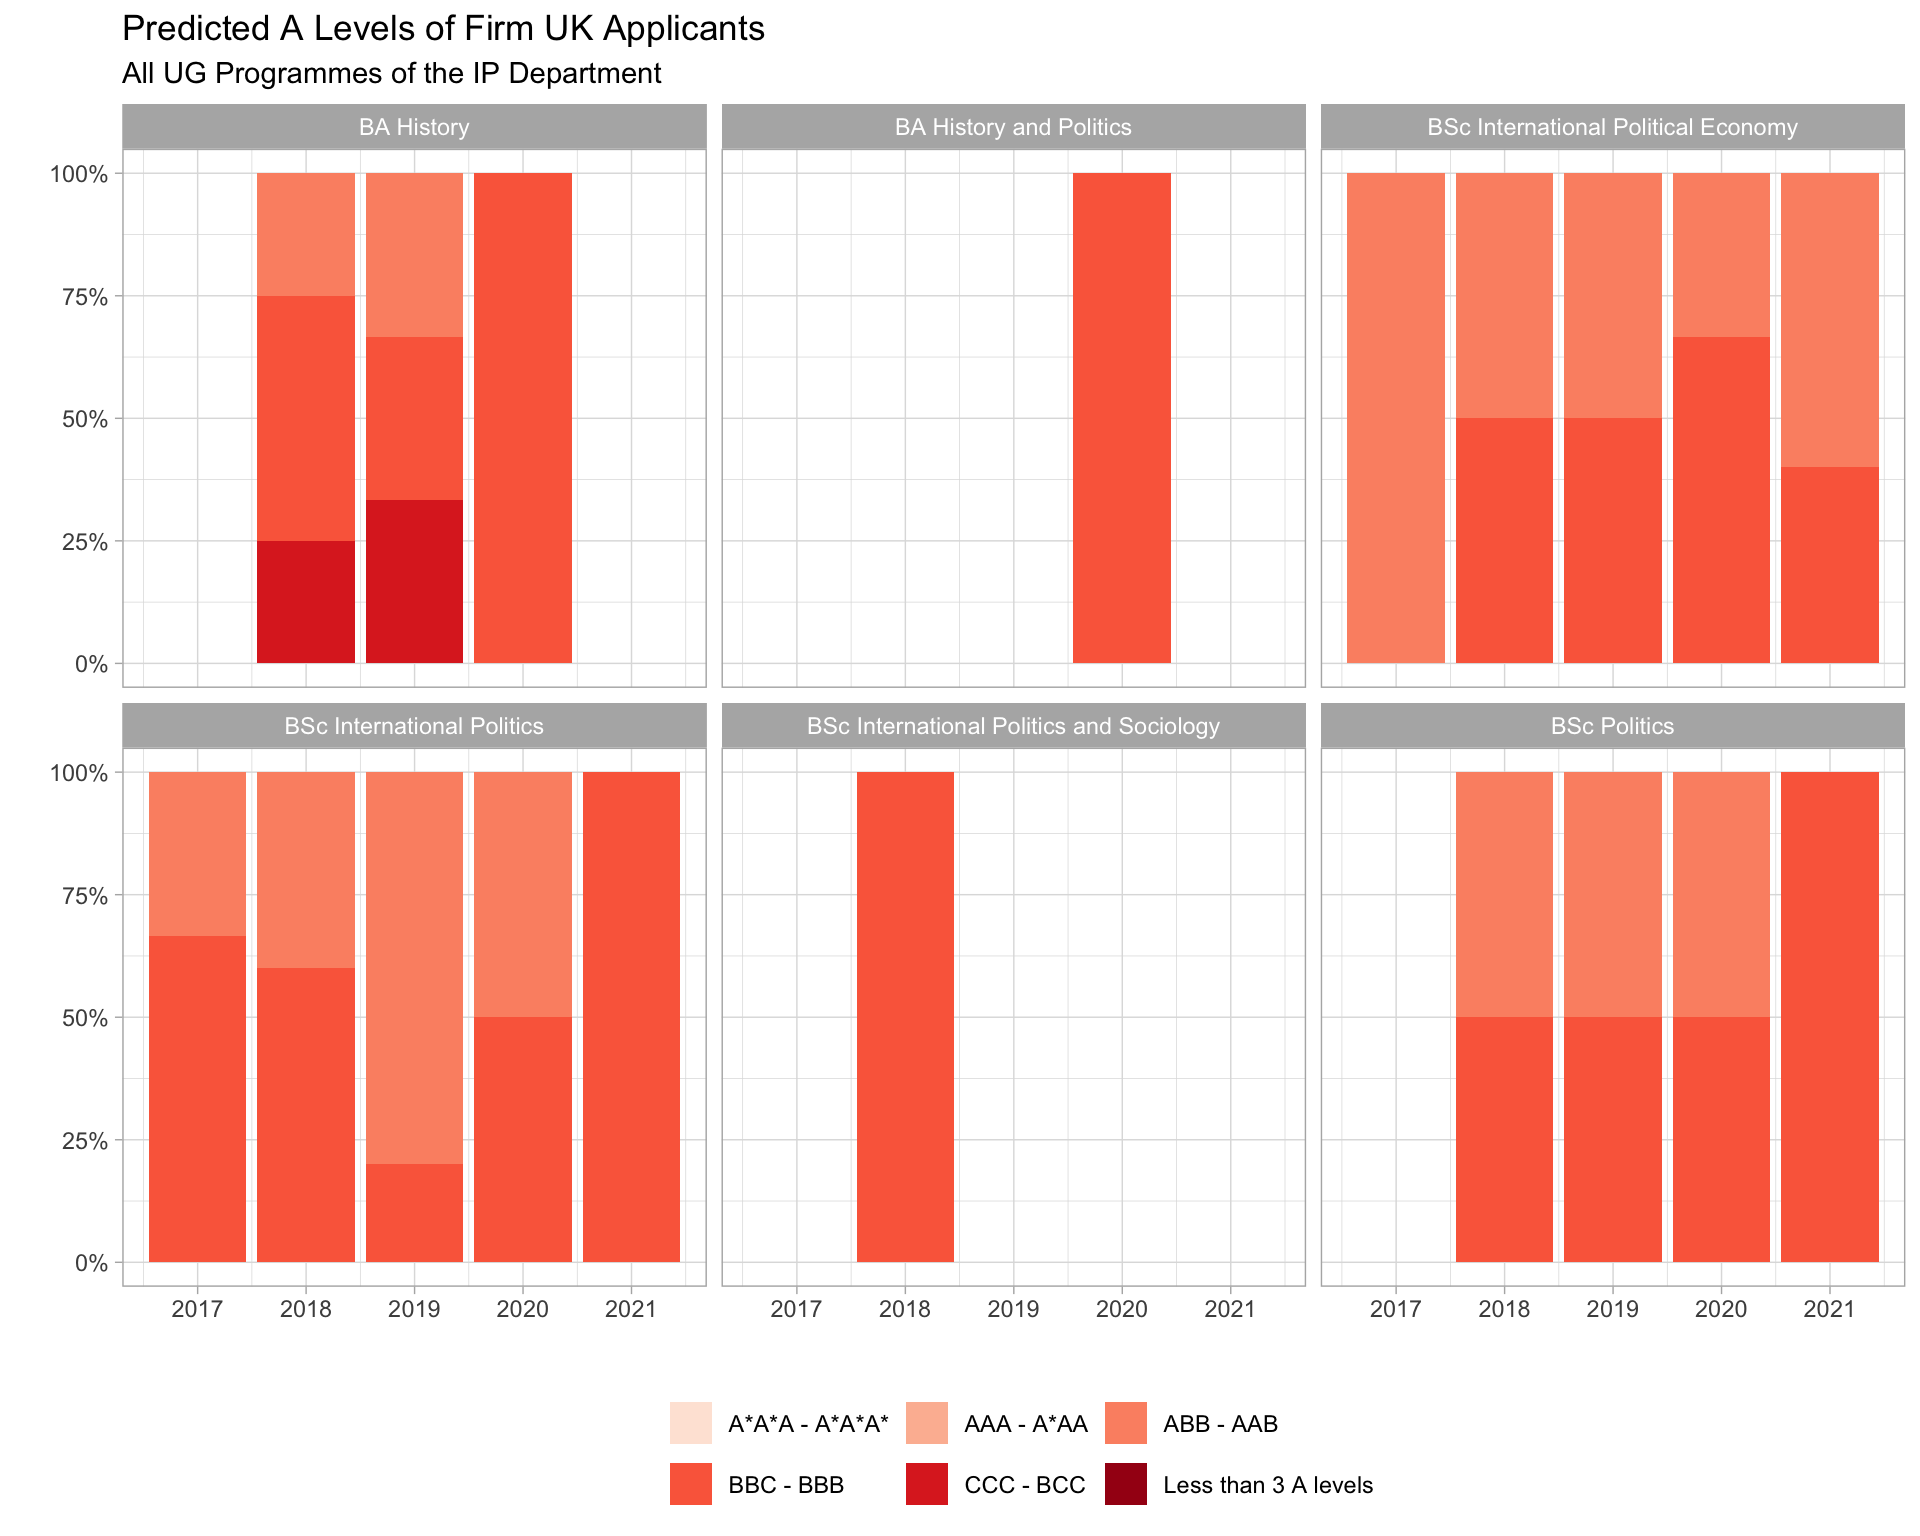 Predicted A Levels of Firm UK Applicants
All UG Programmes of the IP Department
BA History
BA History and Politics
BSc International Political Economy
100%
75%
50%
25%
0%
BSc International Politics
BSc International Politics and Sociology
BSc Politics
100%
75%
50%
25%
0%
2017 2018 2019 2020 2021
2017 2018 2019 2020 2021
2017 2018 2019 2020 2021
A*A*A - A*A*A* AAA - A*AA ABB - AAB
BBC - BBB CCC - BCC Less than 3 A levels